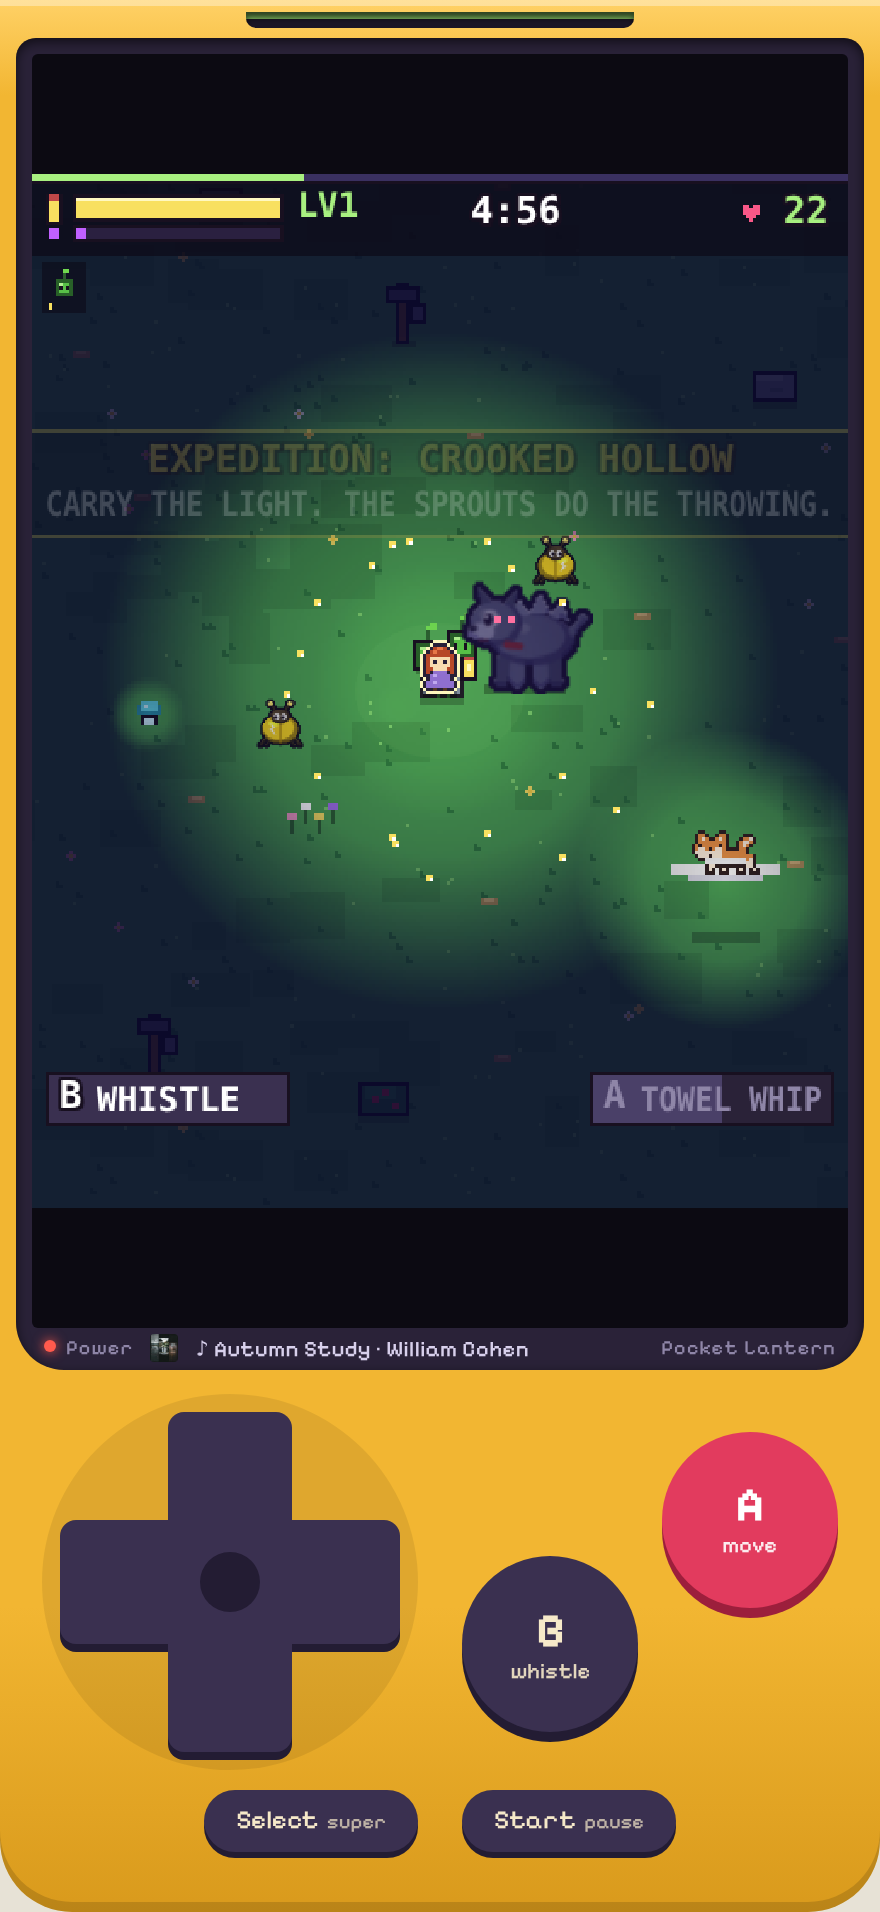 LV1
4:56
22
EXPEDITION: CROOKED HOLLOW
CARRY THE LIGHT. THE SPROUTS DO THE THROWING.
B WHISTLE
A TOWEL WHIP
Power
♪ Autumn Study · William Cohen
Pocket Lantern
A
move
B
whistle
Select super
Start pause